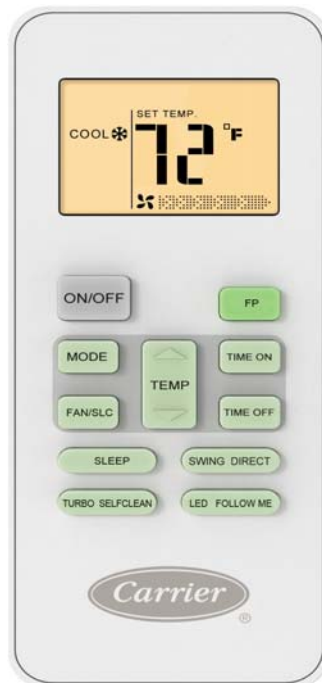 SET TEMP.
COOL 72 °F
ON/OFF
FP
MODE
TEMP
TIME ON
FAN/SLC
TIME OFF
SLEEP
SWING DIRECT
TURBO SELFCLEAN
LED FOLLOW ME
Carrier ®